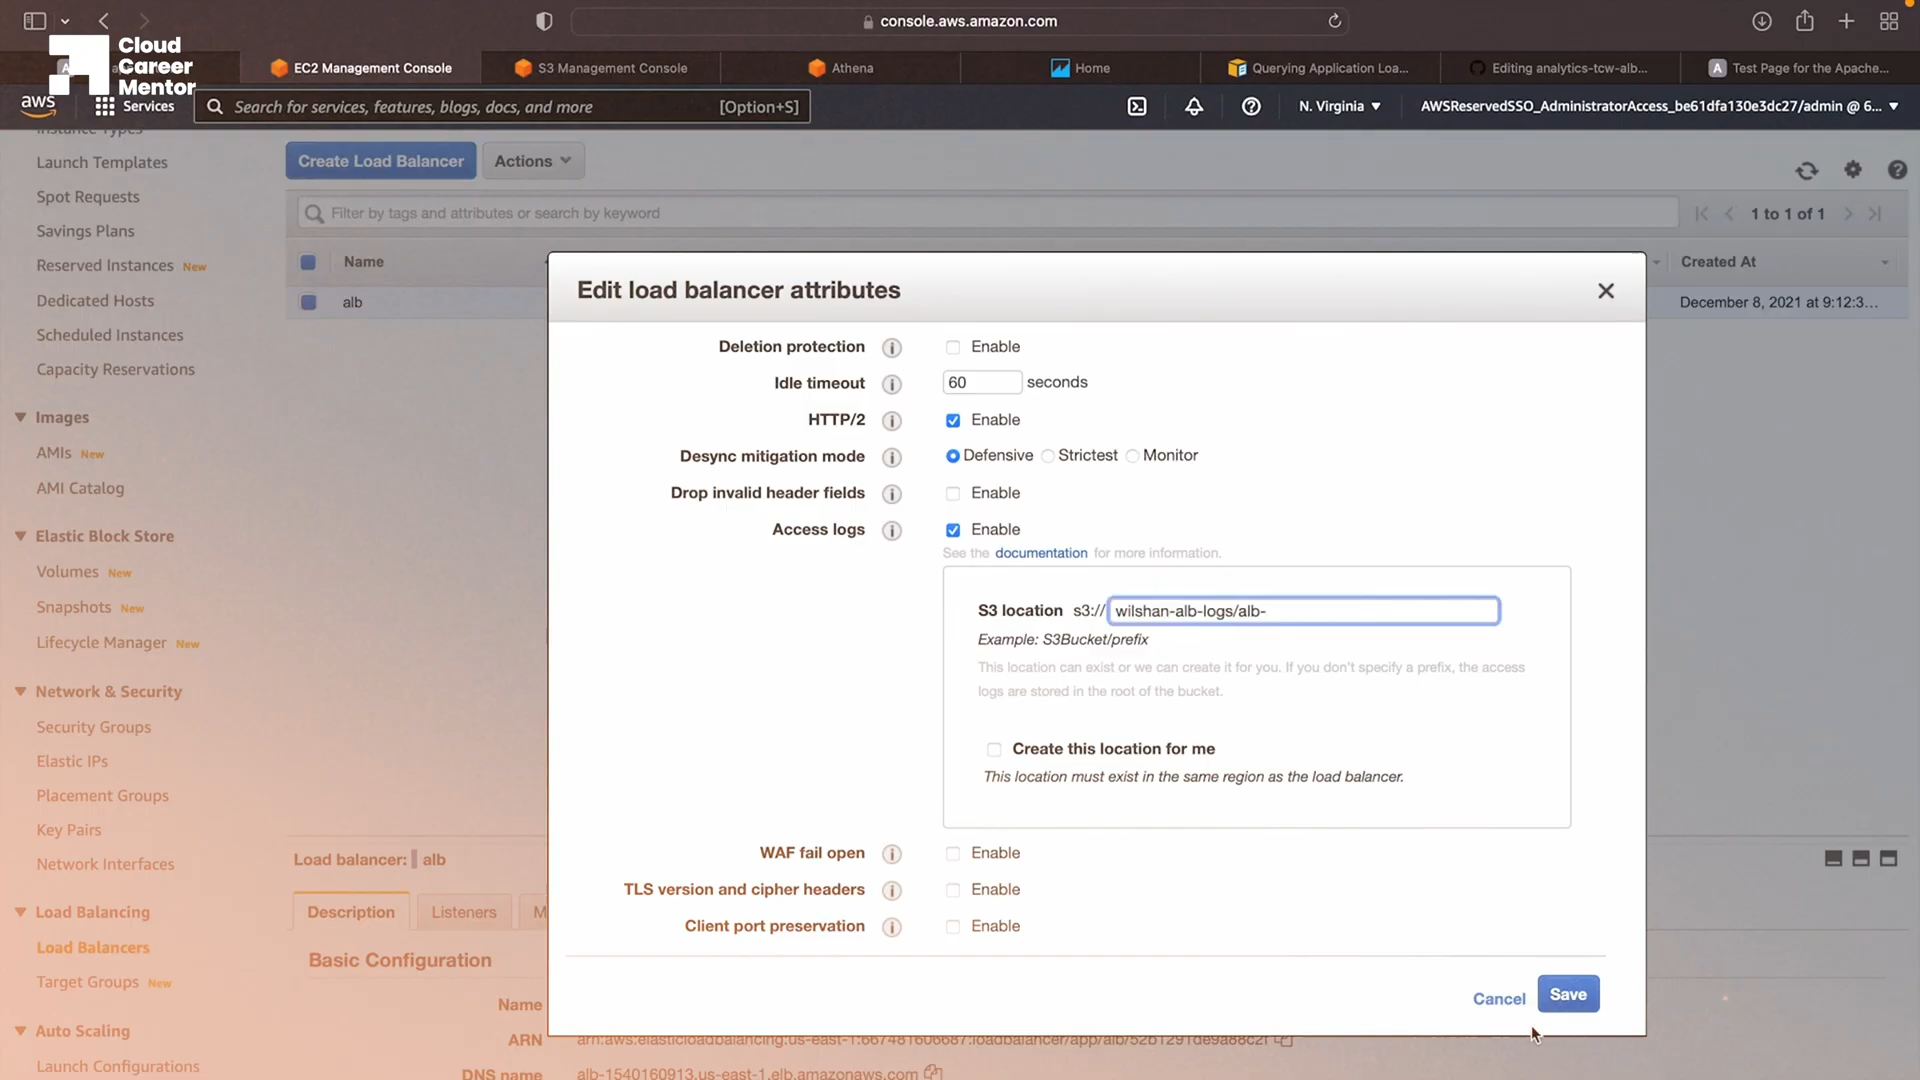 console.aws.amazon.com
Cloud
Career
Mentor
EC2 Management Console
S3 Management Console
Athena
Home
Querying Application Loa...
Editing analytics-tcw-alb...
Test Page for the Apache...
aws
Services
Search for services, features, blogs, docs, and more
[Option+S]
N. Virginia
AWSReservedSSO_AdministratorAccess_be61dfa130e3dc27/admin @ 6...
Instance Types
Launch Templates
Spot Requests
Savings Plans
Reserved Instances New
Dedicated Hosts
Scheduled Instances
Capacity Reservations
Images
AMIs New
AMI Catalog
Elastic Block Store
Volumes New
Snapshots New
Lifecycle Manager New
Network & Security
Security Groups
Elastic IPs
Placement Groups
Key Pairs
Network Interfaces
Load Balancing
Load Balancers
Target Groups New
Auto Scaling
Launch Configurations
Create Load Balancer
Actions
Filter by tags and attributes or search by keyword
1 to 1 of 1
Name
Created At
alb
December 8, 2021 at 9:12:3...
Edit load balancer attributes
Deletion protection
Enable
Idle timeout
60 seconds
HTTP/2
Enable
Desync mitigation mode
Defensive Strictest Monitor
Drop invalid header fields
Enable
Access logs
Enable
See the documentation for more information.
S3 location s3:// wilshan-alb-logs/alb-
Example: S3Bucket/prefix
This location can exist or we can create it for you. If you don't specify a prefix, the access
logs are stored in the root of the bucket.
Create this location for me
This location must exist in the same region as the load balancer.
WAF fail open
Enable
TLS version and cipher headers
Enable
Client port preservation
Enable
Cancel
Save
Load balancer: alb
Description
Listeners
M
Basic Configuration
Name
ARN
arn:aws:elasticloadbalancing:us-east-1:667481606687:loadbalancer/app/alb/52b1291de9a88c2f
DNS name
alb-1540160913.us-east-1.elb.amazonaws.com